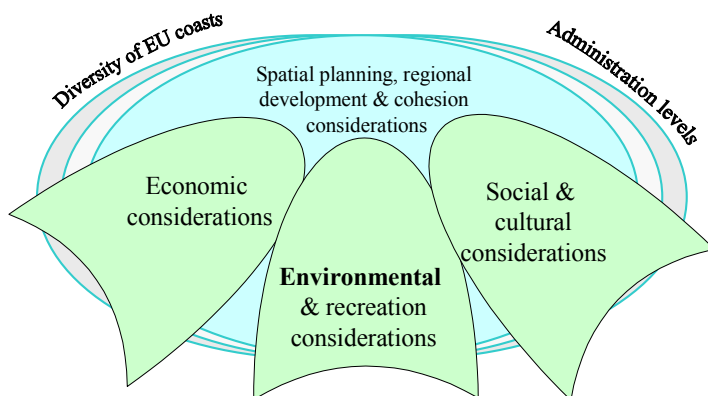 Diversity of EU coasts
Administration levels
Spatial planning, regional
development & cohesion
considerations
Economic
considerations
Social &
cultural
considerations
Environmental
& recreation
considerations